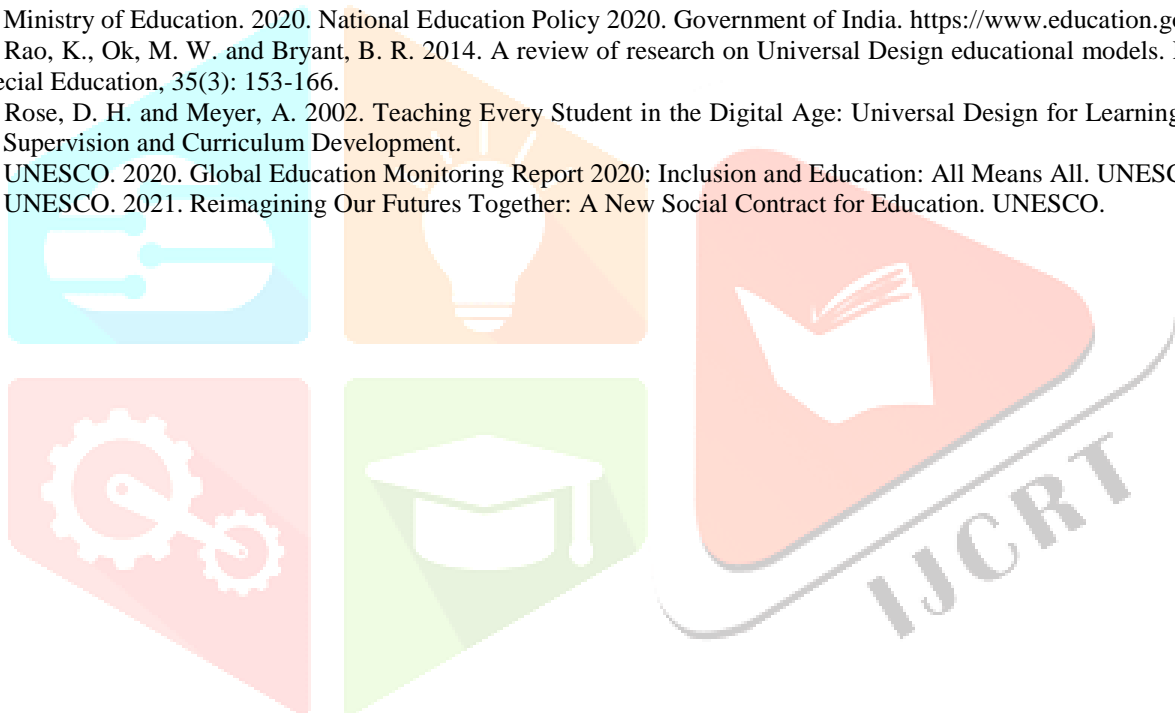 Ministry of Education. 2020. National Education Policy 2020. Government of India. https://www.education.go
Rao, K., Ok, M. W. and Bryant, B. R. 2014. A review of research on Universal Design educational models.
ecial Education, 35(3): 153-166.
Rose, D. H. and Meyer, A. 2002. Teaching Every Student in the Digital Age: Universal Design for Learning
Supervision and Curriculum Development.
UNESCO. 2020. Global Education Monitoring Report 2020: Inclusion and Education: All Means All. UNESC
UNESCO. 2021. Reimagining Our Futures Together: A New Social Contract for Education. UNESCO.
IJCRT